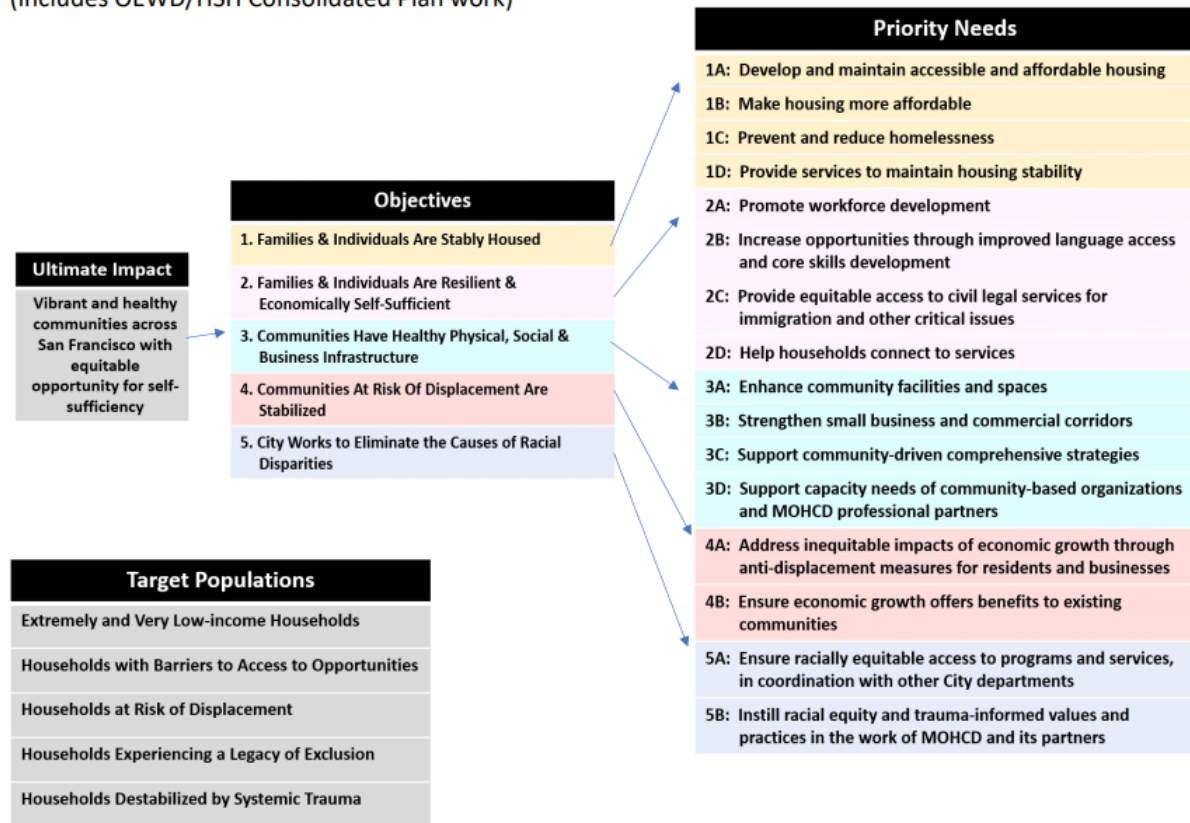 (includes OEWD/HSH Consolidated Plan work)
Ultimate Impact
Vibrant and healthy
communities across
San Francisco with
equitable
opportunity for self-
sufficiency
Objectives
1. Families & Individuals Are Stably Housed
2. Families & Individuals Are Resilient &
Economically Self-Sufficient
3. Communities Have Healthy Physical, Social &
Business Infrastructure
4. Communities At Risk Of Displacement Are
Stabilized
5. City Works to Eliminate the Causes of Racial
Disparities
Priority Needs
1A: Develop and maintain accessible and affordable housing
1B: Make housing more affordable
1C: Prevent and reduce homelessness
1D: Provide services to maintain housing stability
2A: Promote workforce development
2B: Increase opportunities through improved language access
and core skills development
2C: Provide equitable access to civil legal services for
immigration and other critical issues
2D: Help households connect to services
3A: Enhance community facilities and spaces
3B: Strengthen small business and commercial corridors
3C: Support community-driven comprehensive strategies
3D: Support capacity needs of community-based organizations
and MOHCD professional partners
4A: Address inequitable impacts of economic growth through
anti-displacement measures for residents and businesses
4B: Ensure economic growth offers benefits to existing
communities
5A: Ensure racially equitable access to programs and services,
in coordination with other City departments
5B: Instill racial equity and trauma-informed values and
practices in the work of MOHCD and its partners
Target Populations
Extremely and Very Low-income Households
Households with Barriers to Access to Opportunities
Households at Risk of Displacement
Households Experiencing a Legacy of Exclusion
Households Destabilized by Systemic Trauma